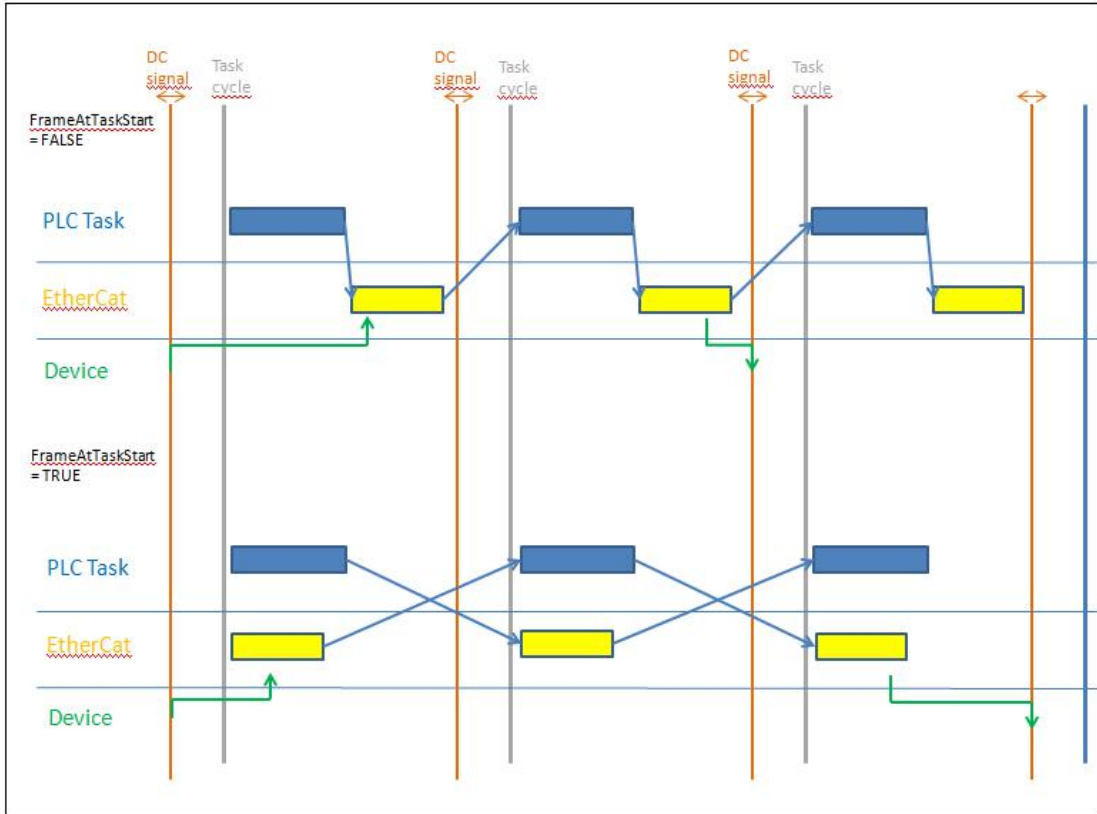 DC
signal
Task
cycle
DC
signal
Task
cycle
DC
signal
Task
cycle
FrameAtTaskStart
= FALSE
PLC Task
EtherCat
Device
FrameAtTaskStart
= TRUE
PLC Task
EtherCat
Device